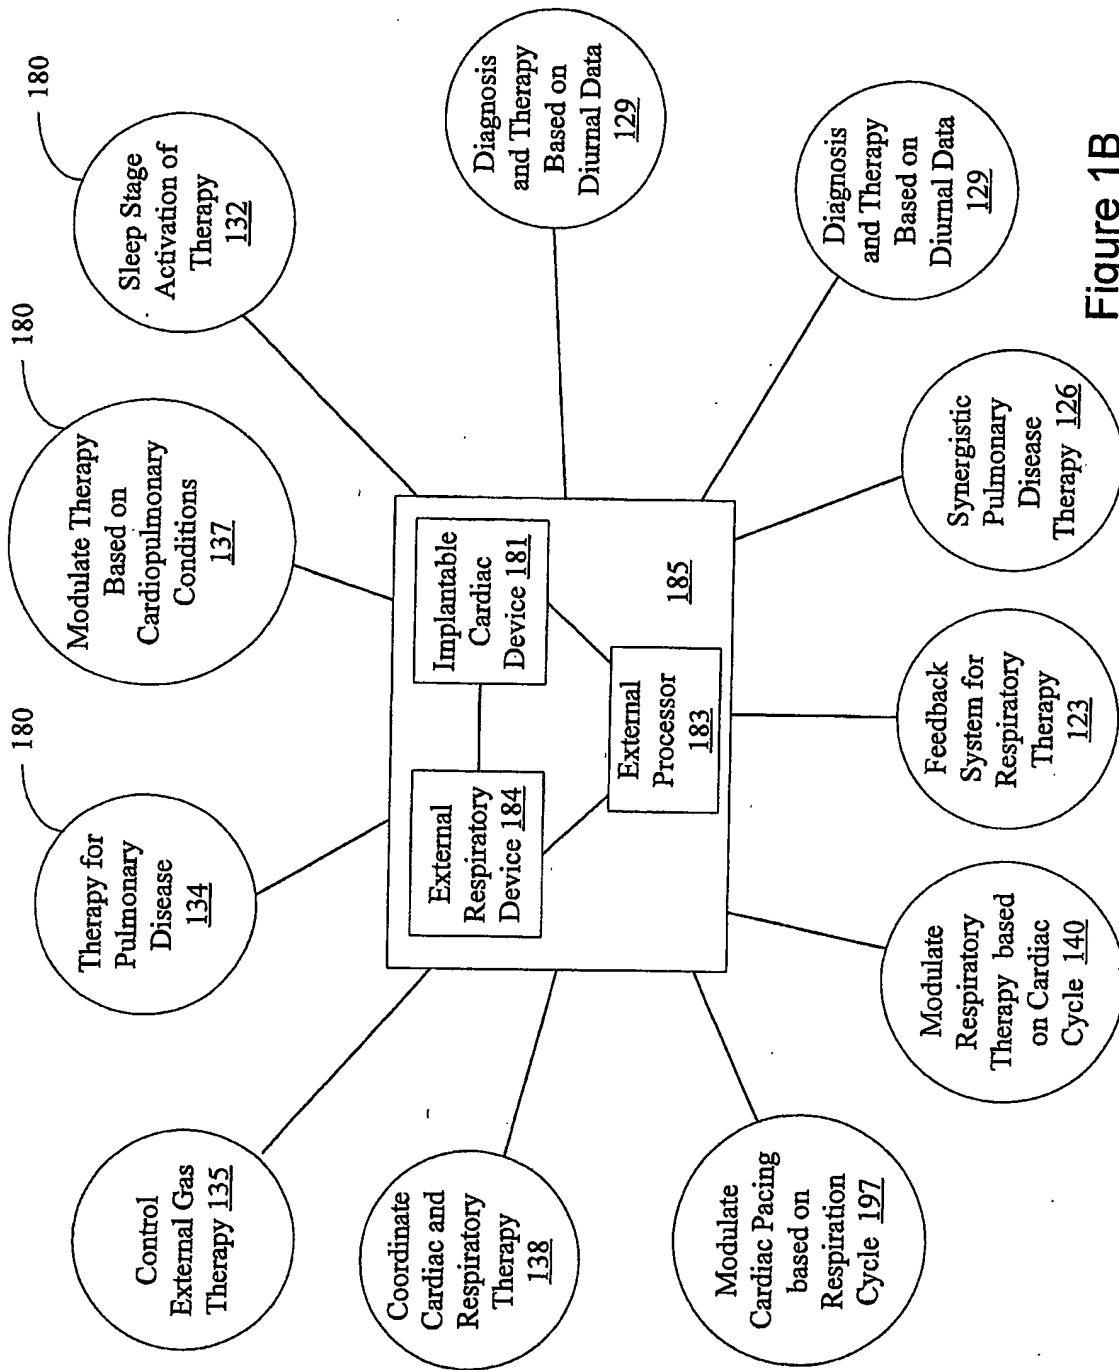 Control
External Gas
Therapy 135
Therapy for
Pulmonary
Disease
134
180
Modulate Therapy
Based on
Cardiopulmonary
Conditions
137
180
Sleep Stage
Activation of
Therapy
132
180
Coordinate
Cardiac and
Respiratory
Therapy
138
External
Respiratory
Device 184
Implantable
Cardiac
Device 181
External
Processor
183
185
Diagnosis
and Therapy
Based on
Diurnal Data
129
Modulate
Cardiac Pacing
based on
Respiration
Cycle 197
Modulate
Respiratory
Therapy based
on Cardiac
Cycle 140
Feedback
System for
Respiratory
Therapy
123
Synergistic
Pulmonary
Disease
Therapy 126
Diagnosis
and Therapy
Based on
Diurnal Data
129
Figure 1B